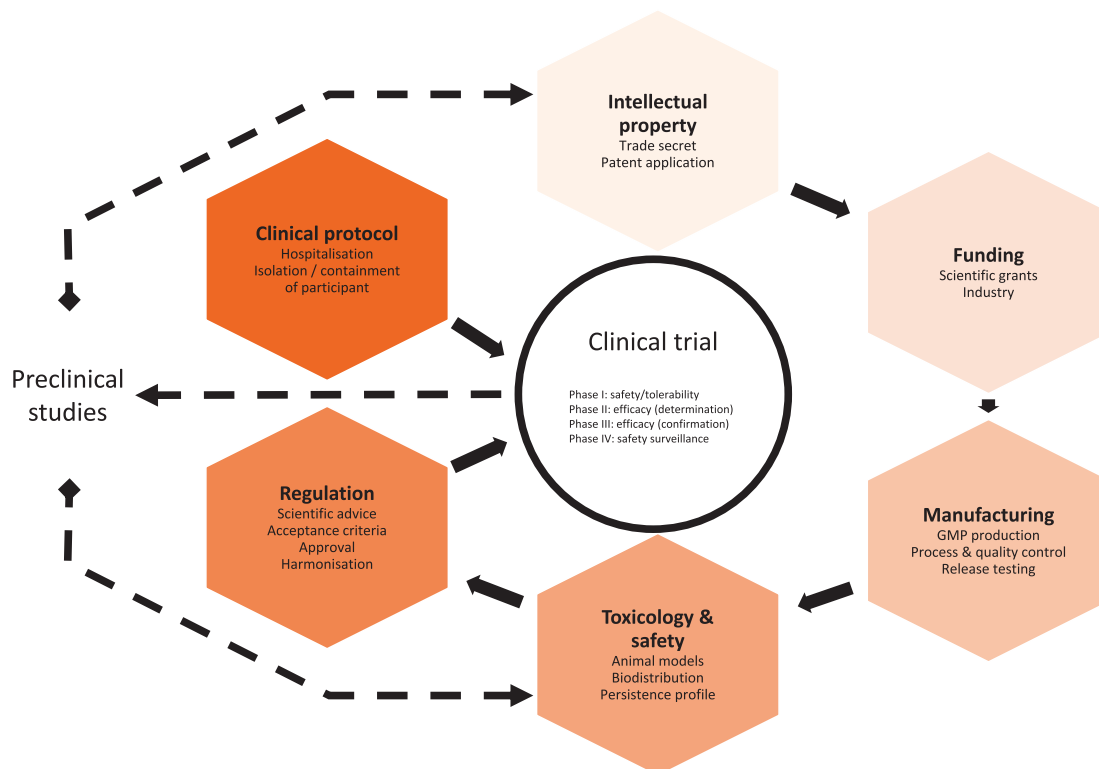 Intellectual
property
Trade secret
Patent application
Clinical protocol
Hospitalisation
Isolation / containment
of participant
Funding
Scientific grants
Industry
Clinical trial
Phase I: safety/tolerability
Phase II: efficacy (determination)
Phase III: efficacy (confirmation)
Phase IV: safety surveillance
Preclinical
studies
Regulation
Scientific advice
Acceptance criteria
Approval
Harmonisation
Manufacturing
GMP production
Process & quality control
Release testing
Toxicology &
safety
Animal models
Biodistribution
Persistence profile